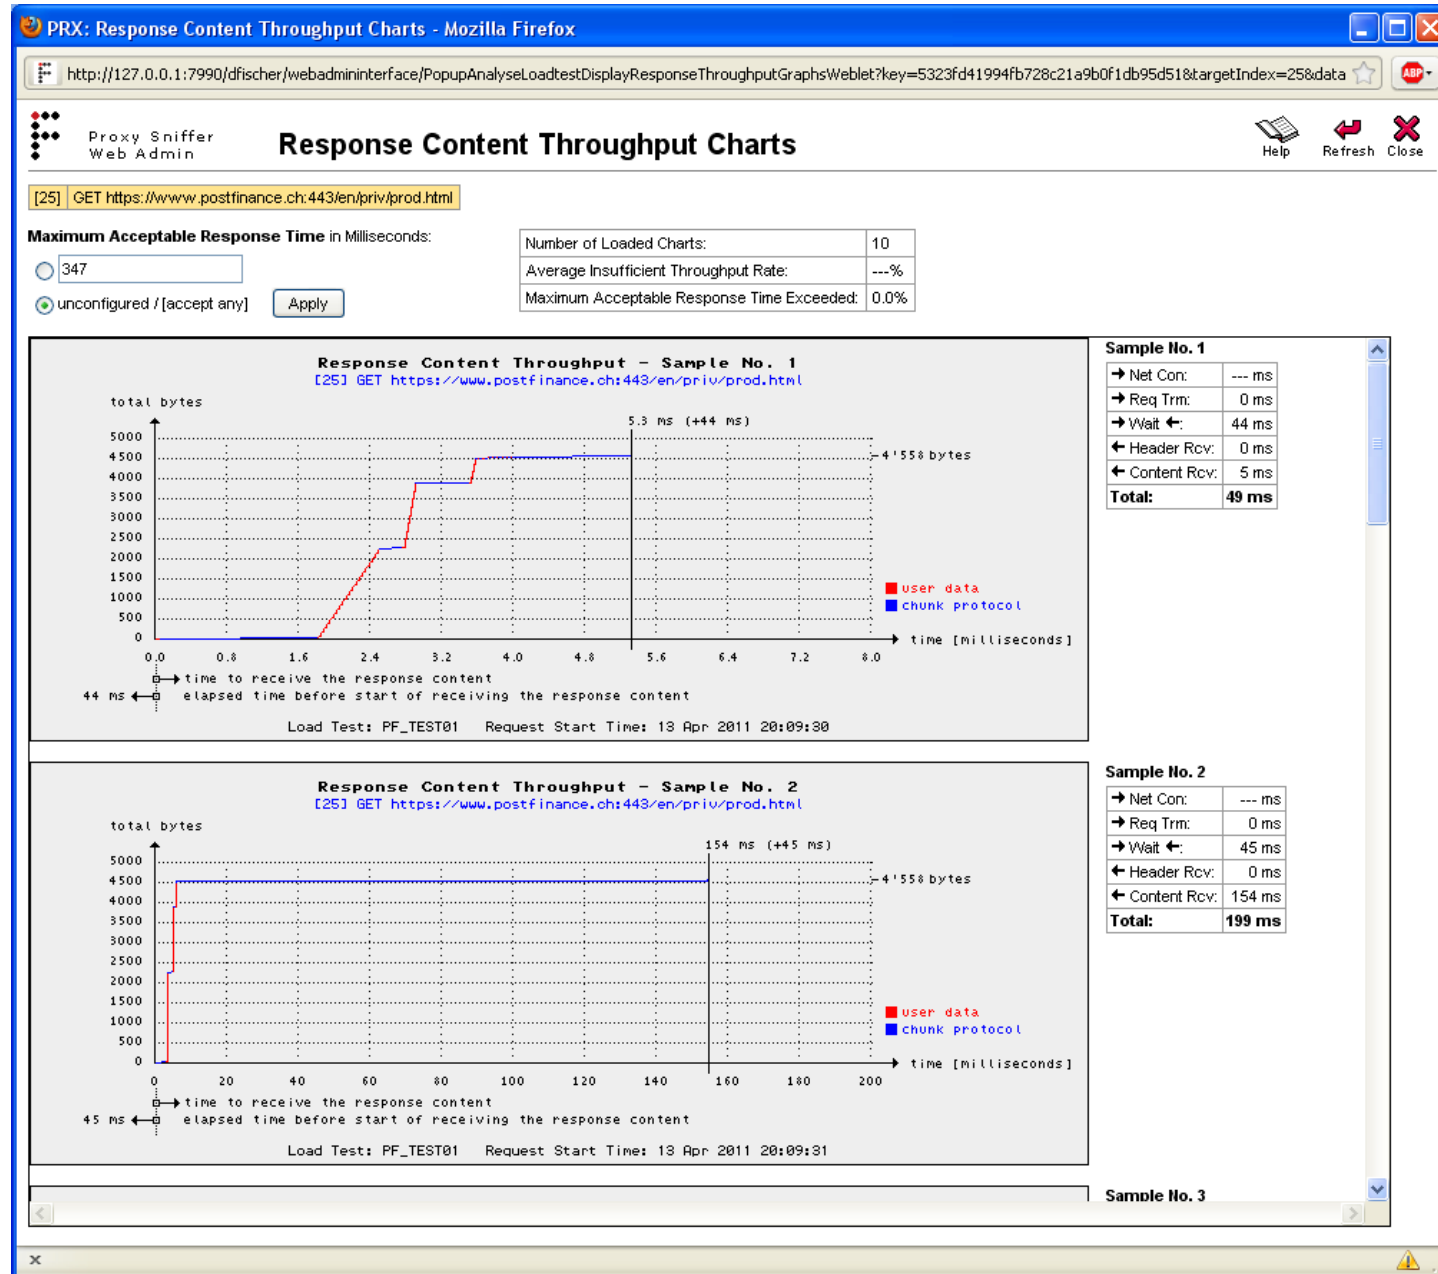 PRX: Response Content Throughput Charts - Mozilla Firefox
http://127.0.0.1:7990/dfischer/webadmininterface/PopupAnalyseLoadtestDisplayResponseThroughputGraphsWeblet?key=5323fd41994fb728c21a9b0f1db95d51&targetIndex=25&data
ABP
Proxy Sniffer
Web Admin
Response Content Throughput Charts
Help Refresh Close
[25] GET https://www.postfinance.ch:443/en/priv/prod.html
Maximum Acceptable Response Time in Milliseconds:
347
unconfigured / [accept any] Apply
Number of Loaded Charts: 10
Average Insufficient Throughput Rate: ---%
Maximum Acceptable Response Time Exceeded: 0.0%
Response Content Throughput - Sample No. 1
[25] GET https://www.postfinance.ch:443/en/priv/prod.html
total bytes
5.3 ms (+44 ms)
5000
4500
4'558 bytes
4000
3500
3000
2500
2000
1500
1000
500
0
user data
chunk protocol
time [milliseconds]
0.0 0.8 1.6 2.4 3.2 4.0 4.8 5.6 6.4 7.2 8.0
time to receive the response content
44 ms elapsed time before start of receiving the response content
Load Test: PF_TEST01 Request Start Time: 13 Apr 2011 20:09:30
Sample No. 1
Net Con: --- ms
Req Trm: 0 ms
Wait : 44 ms
Header Rcv: 0 ms
Content Rcv: 5 ms
Total: 49 ms
Response Content Throughput - Sample No. 2
[25] GET https://www.postfinance.ch:443/en/priv/prod.html
total bytes
154 ms (+45 ms)
5000
4500
4'558 bytes
4000
3500
3000
2500
2000
1500
1000
500
0
user data
chunk protocol
time [milliseconds]
0 20 40 60 80 100 120 140 160 180 200
time to receive the response content
45 ms elapsed time before start of receiving the response content
Load Test: PF_TEST01 Request Start Time: 13 Apr 2011 20:09:31
Sample No. 2
Net Con: --- ms
Req Trm: 0 ms
Wait : 45 ms
Header Rcv: 0 ms
Content Rcv: 154 ms
Total: 199 ms
Sample No. 3